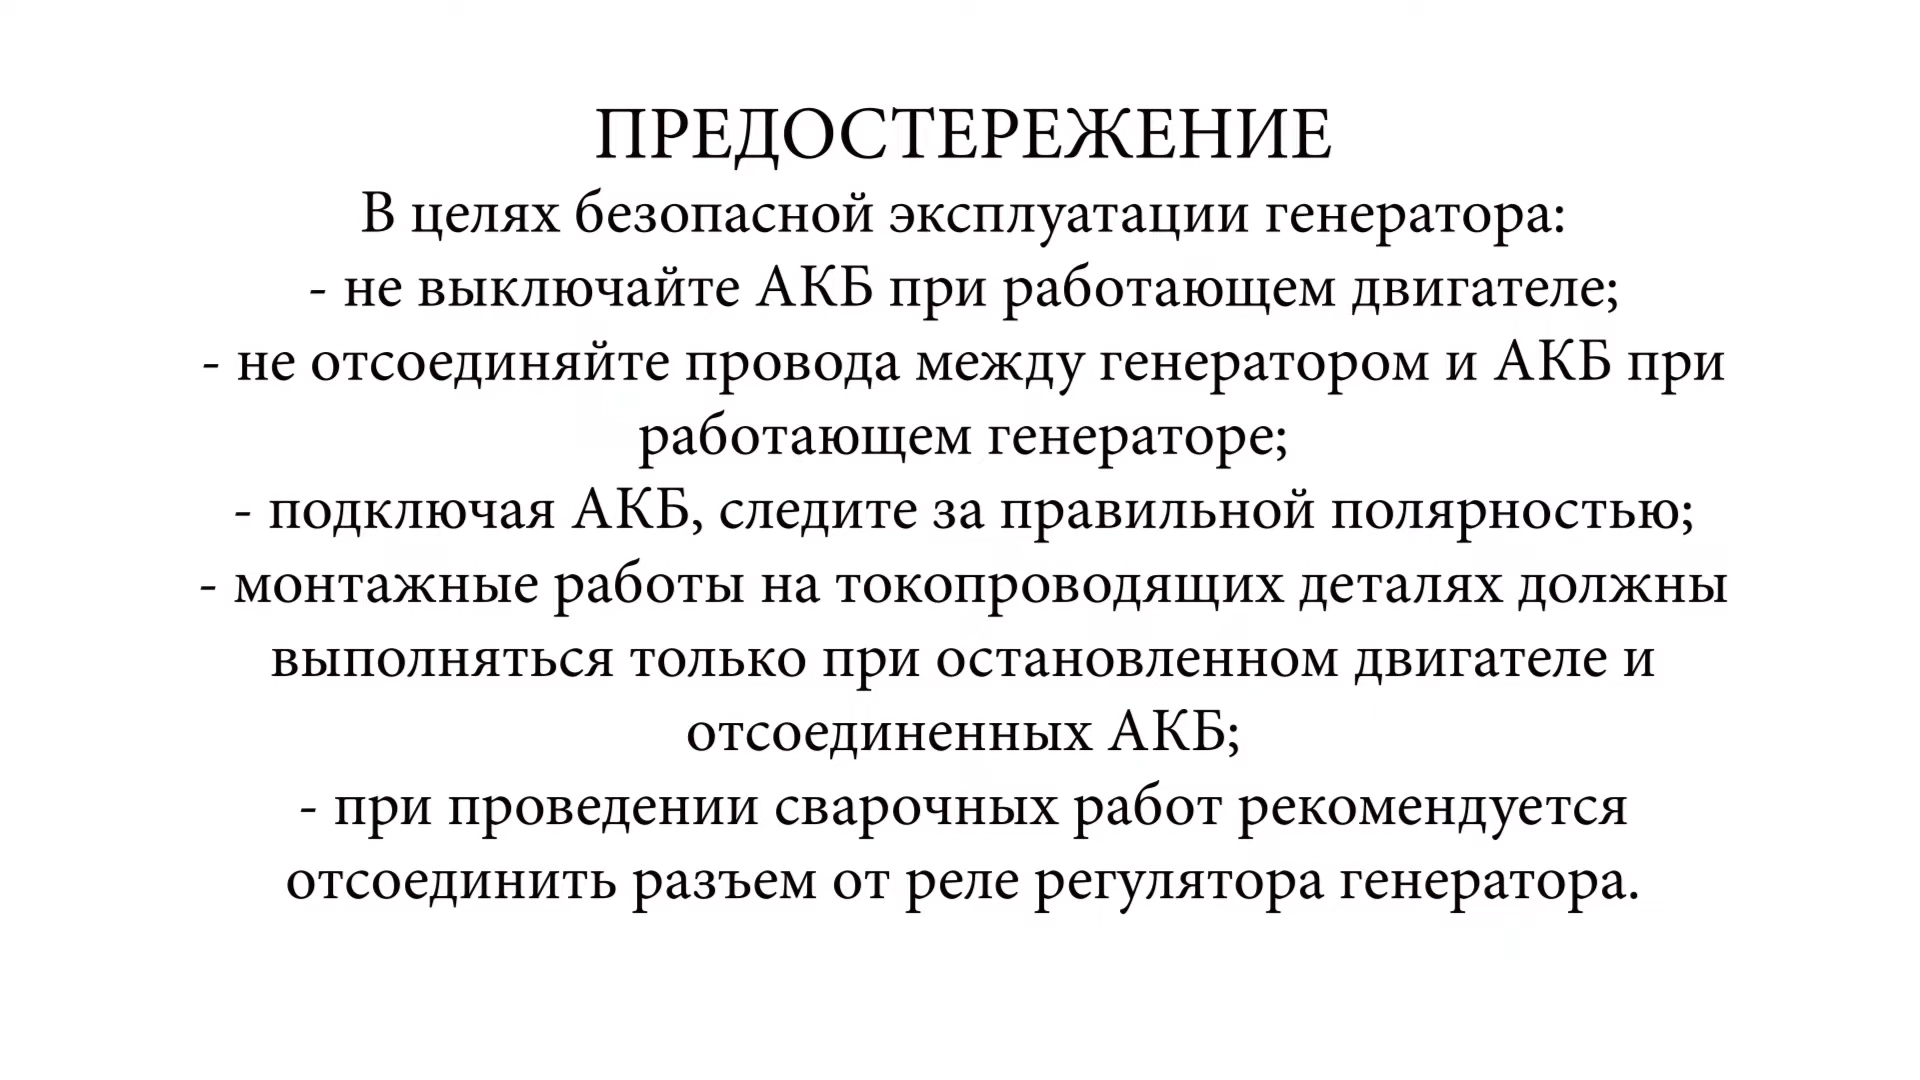 ПРЕДОСТЕРЕЖЕНИЕ
В целях безопасной эксплуатации генератора:
- не выключайте АКБ при работающем двигателе;
- не отсоединяйте провода между генератором и АКБ при
работающем генераторе;
- подключая АКБ, следите за правильной полярностью;
- монтажные работы на токопроводящих деталях должны
выполняться только при остановленном двигателе и
отсоединенных АКБ;
- при проведении сварочных работ рекомендуется
отсоединить разъем от реле регулятора генератора.